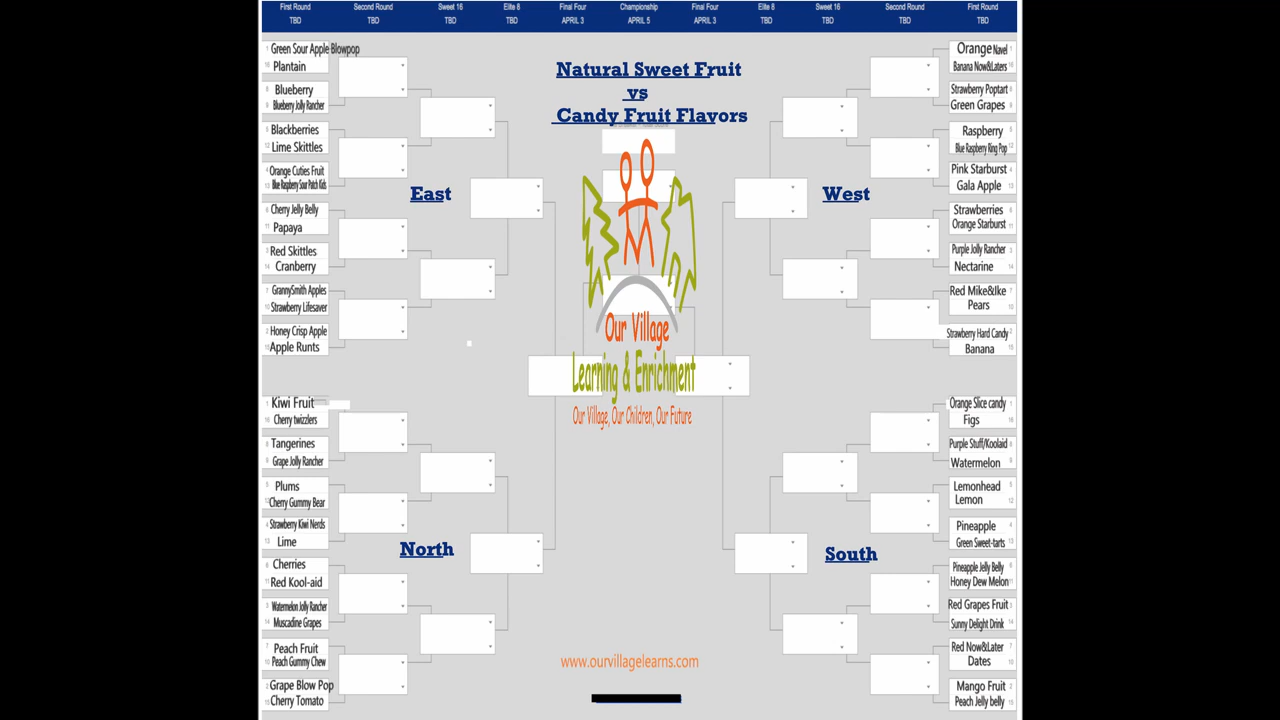 First Round Second Round Sweet 16 Elite 8 Final Four Championship Final Four Elite 8 Sweet 16 Second Round First Round
TBD TBD TBD TBD APRIL 3 APRIL 5 APRIL 3 TBD TBD TBD TBD
Natural Sweet Fruit
vs
Candy Fruit Flavors
East
Green Sour Apple Blowpop
Plantain
Blueberry
Blueberry Jolly Rancher
Blackberries
Lime Skittles
Orange Cuties Fruit
Blue Raspberry Sour Patch Kids
Cherry Jelly Belly
Papaya
Red Skittles
Cranberry
GrannySmith Apples
Strawberry Lifesaver
Honey Crisp Apple
Apple Runts
North
Kiwi Fruit
Cherry twizzlers
Tangerines
Grape Jolly Rancher
Plums
Cherry Gummy Bear
Strawberry Kiwi Nerds
Lime
Cherries
Red Kool-aid
Watermelon Jolly Rancher
Muscadine Grapes
Peach Fruit
Peach Gummy Chew
Grape Blow Pop
Cherry Tomato
West
Orange Navel
Banana Now&Laters
Strawberry Poptart
Green Grapes
Raspberry
Blue Raspberry Ring Pop
Pink Starburst
Gala Apple
Strawberries
Orange Starburst
Purple Jolly Rancher
Nectarine
Red Mike&Ike
Pears
Strawberry Hard Candy
Banana
South
Orange Slice candy
Figs
Purple Stuff/Koolaid
Watermelon
Lemonhead
Lemon
Pineapple
Green Sweet-tarts
Pineapple Jelly Belly
Honey Dew Melon
Red Grapes Fruit
Sunny Delight Drink
Red Now&Later
Dates
Mango Fruit
Peach Jelly belly
Our Village
Learning & Enrichment
Our Village, Our Children, Our Future
www.ourvillagelearns.com